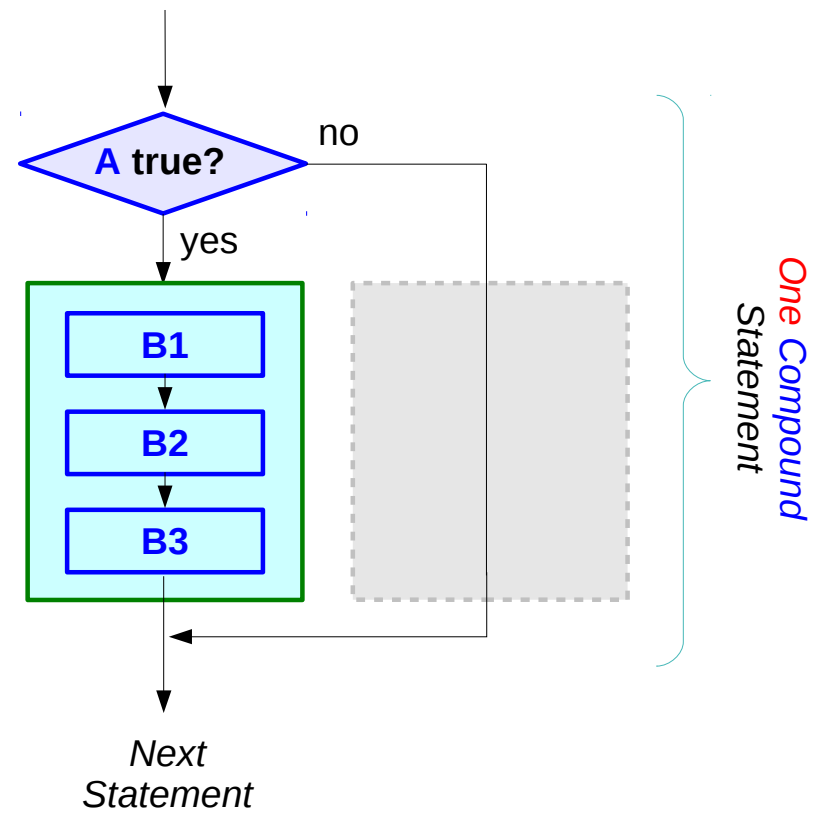 no
A true?
yes
B1
B2
B3
One Compound
Statement
Next
Statement